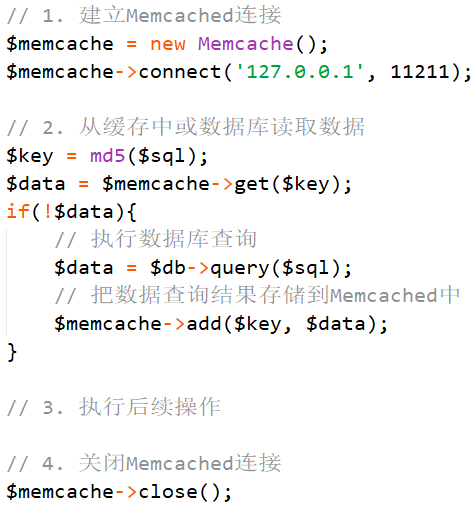 // 1. 建立Memcached连接
$memcache = new Memcache();
$memcache->connect('127.0.0.1', 11211);
// 2. 从缓存中或数据库读取数据
$key = md5($sql);
$data = $memcache->get($key);
if(!$data){
    // 执行数据库查询
    $data = $db->query($sql);
    // 把数据查询结果存储到Memcached中
    $memcache->add($key, $data);
}
// 3. 执行后续操作
// 4. 关闭Memcached连接
$memcache->close();